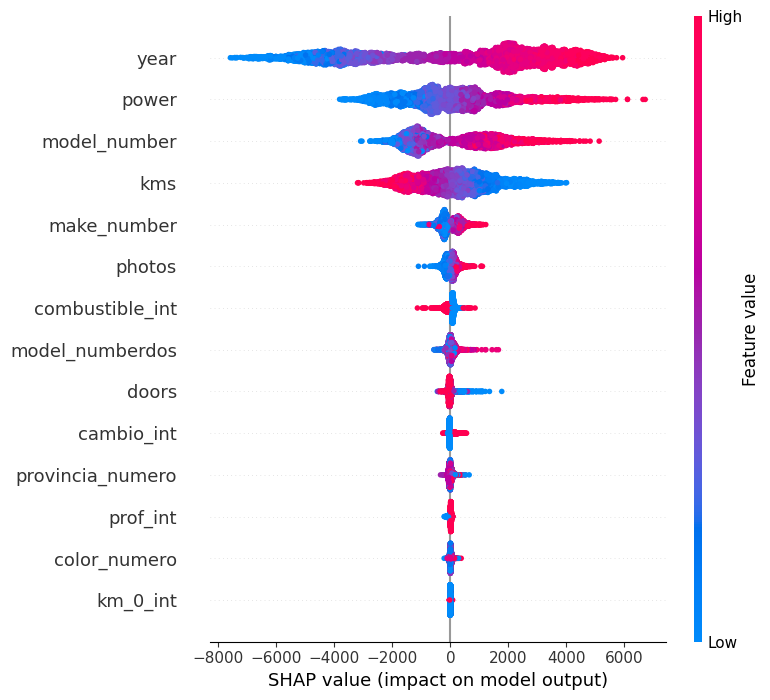 High
year
power
model_number
kms
make_number
photos
combustible_int
model_numberdos
doors
cambio_int
provincia_numero
prof_int
color_numero
km_0_int
Feature value
Low
−8000 −6000 −4000 −2000 0 2000 4000 6000
SHAP value (impact on model output)